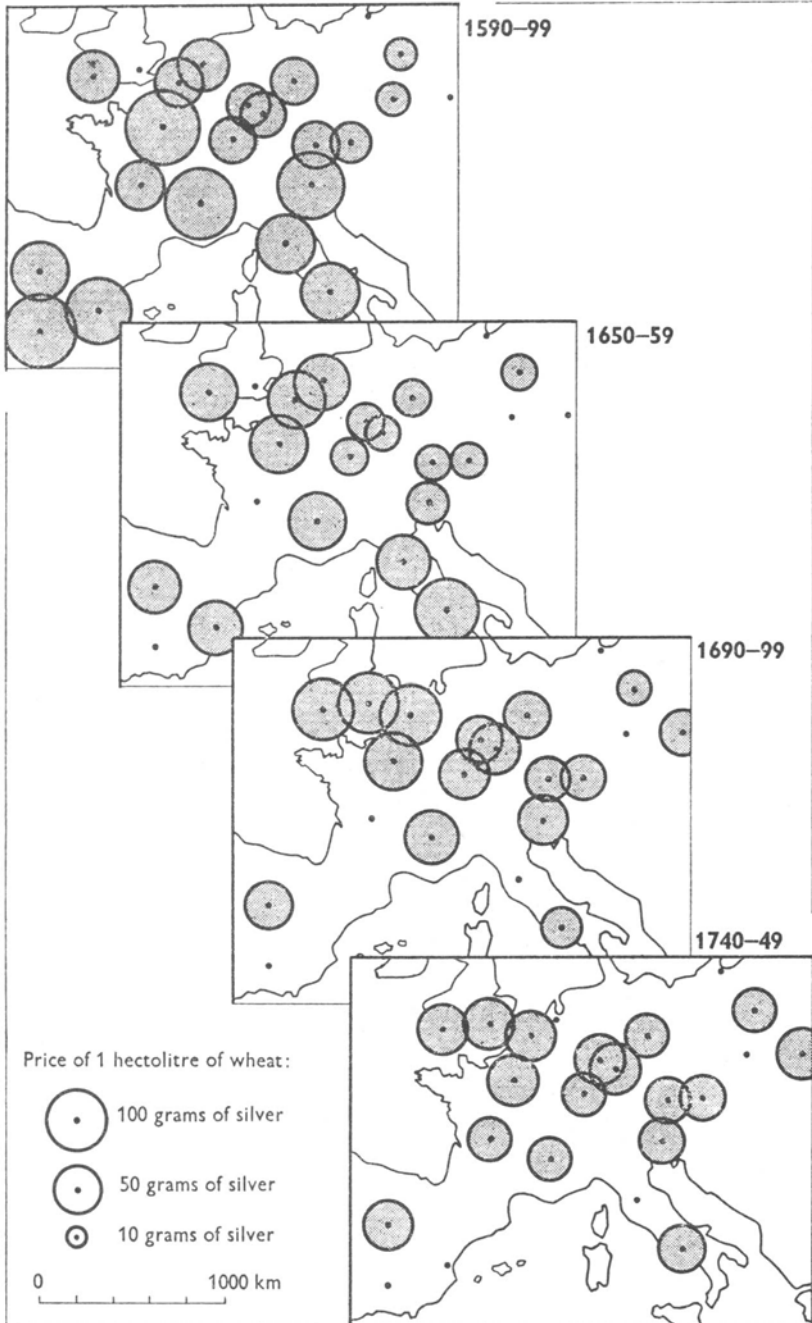 1590–99
1650–59
1690–99
1740–49
Price of 1 hectolitre of wheat:
100 grams of silver
50 grams of silver
10 grams of silver
0 1000 km